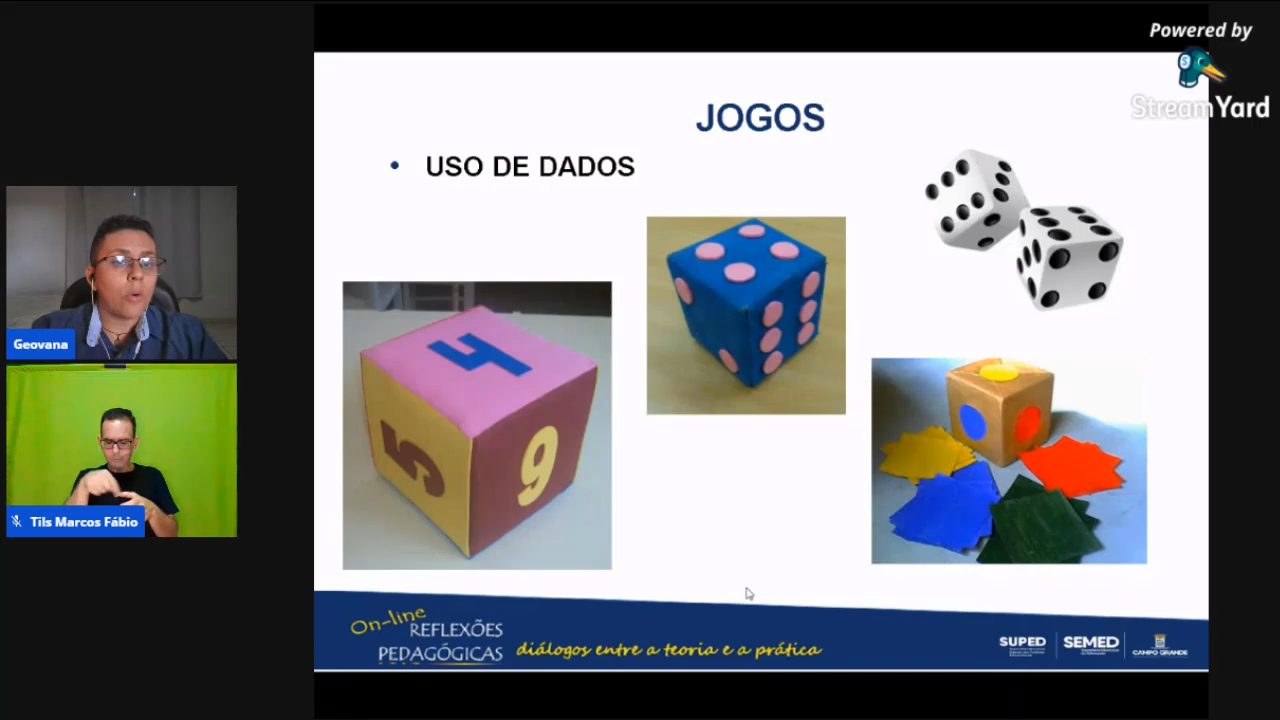 Powered by
StreamYard
JOGOS
• USO DE DADOS
4
5
9
Geovana
Tils Marcos Fábio
On-line
REFLEXÕES
PEDAGÓGICAS
diálogos entre a teoria e a prática
SUPED
SEMED
CAMPO GRANDE